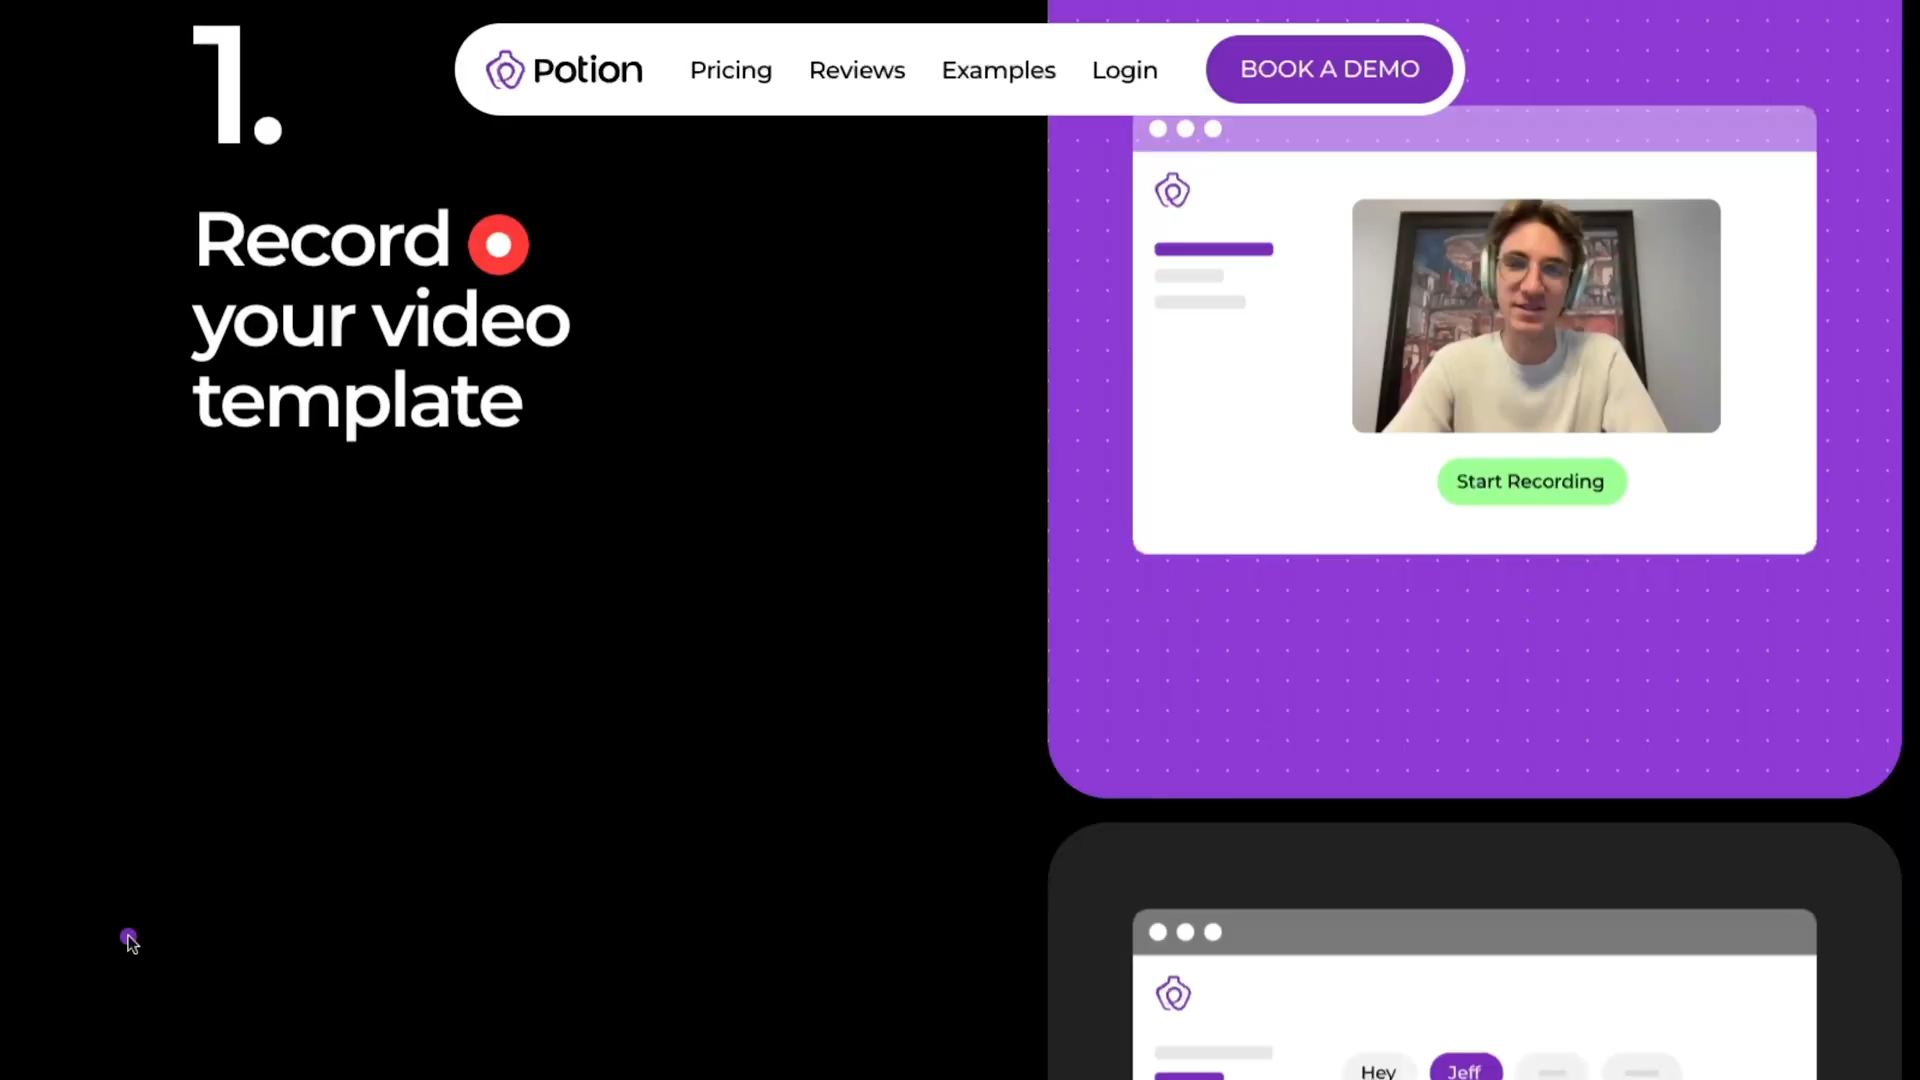 1.
Potion
Pricing
Reviews
Examples
Login
BOOK A DEMO
Record
your video
template
Start Recording
Hey
Jeff